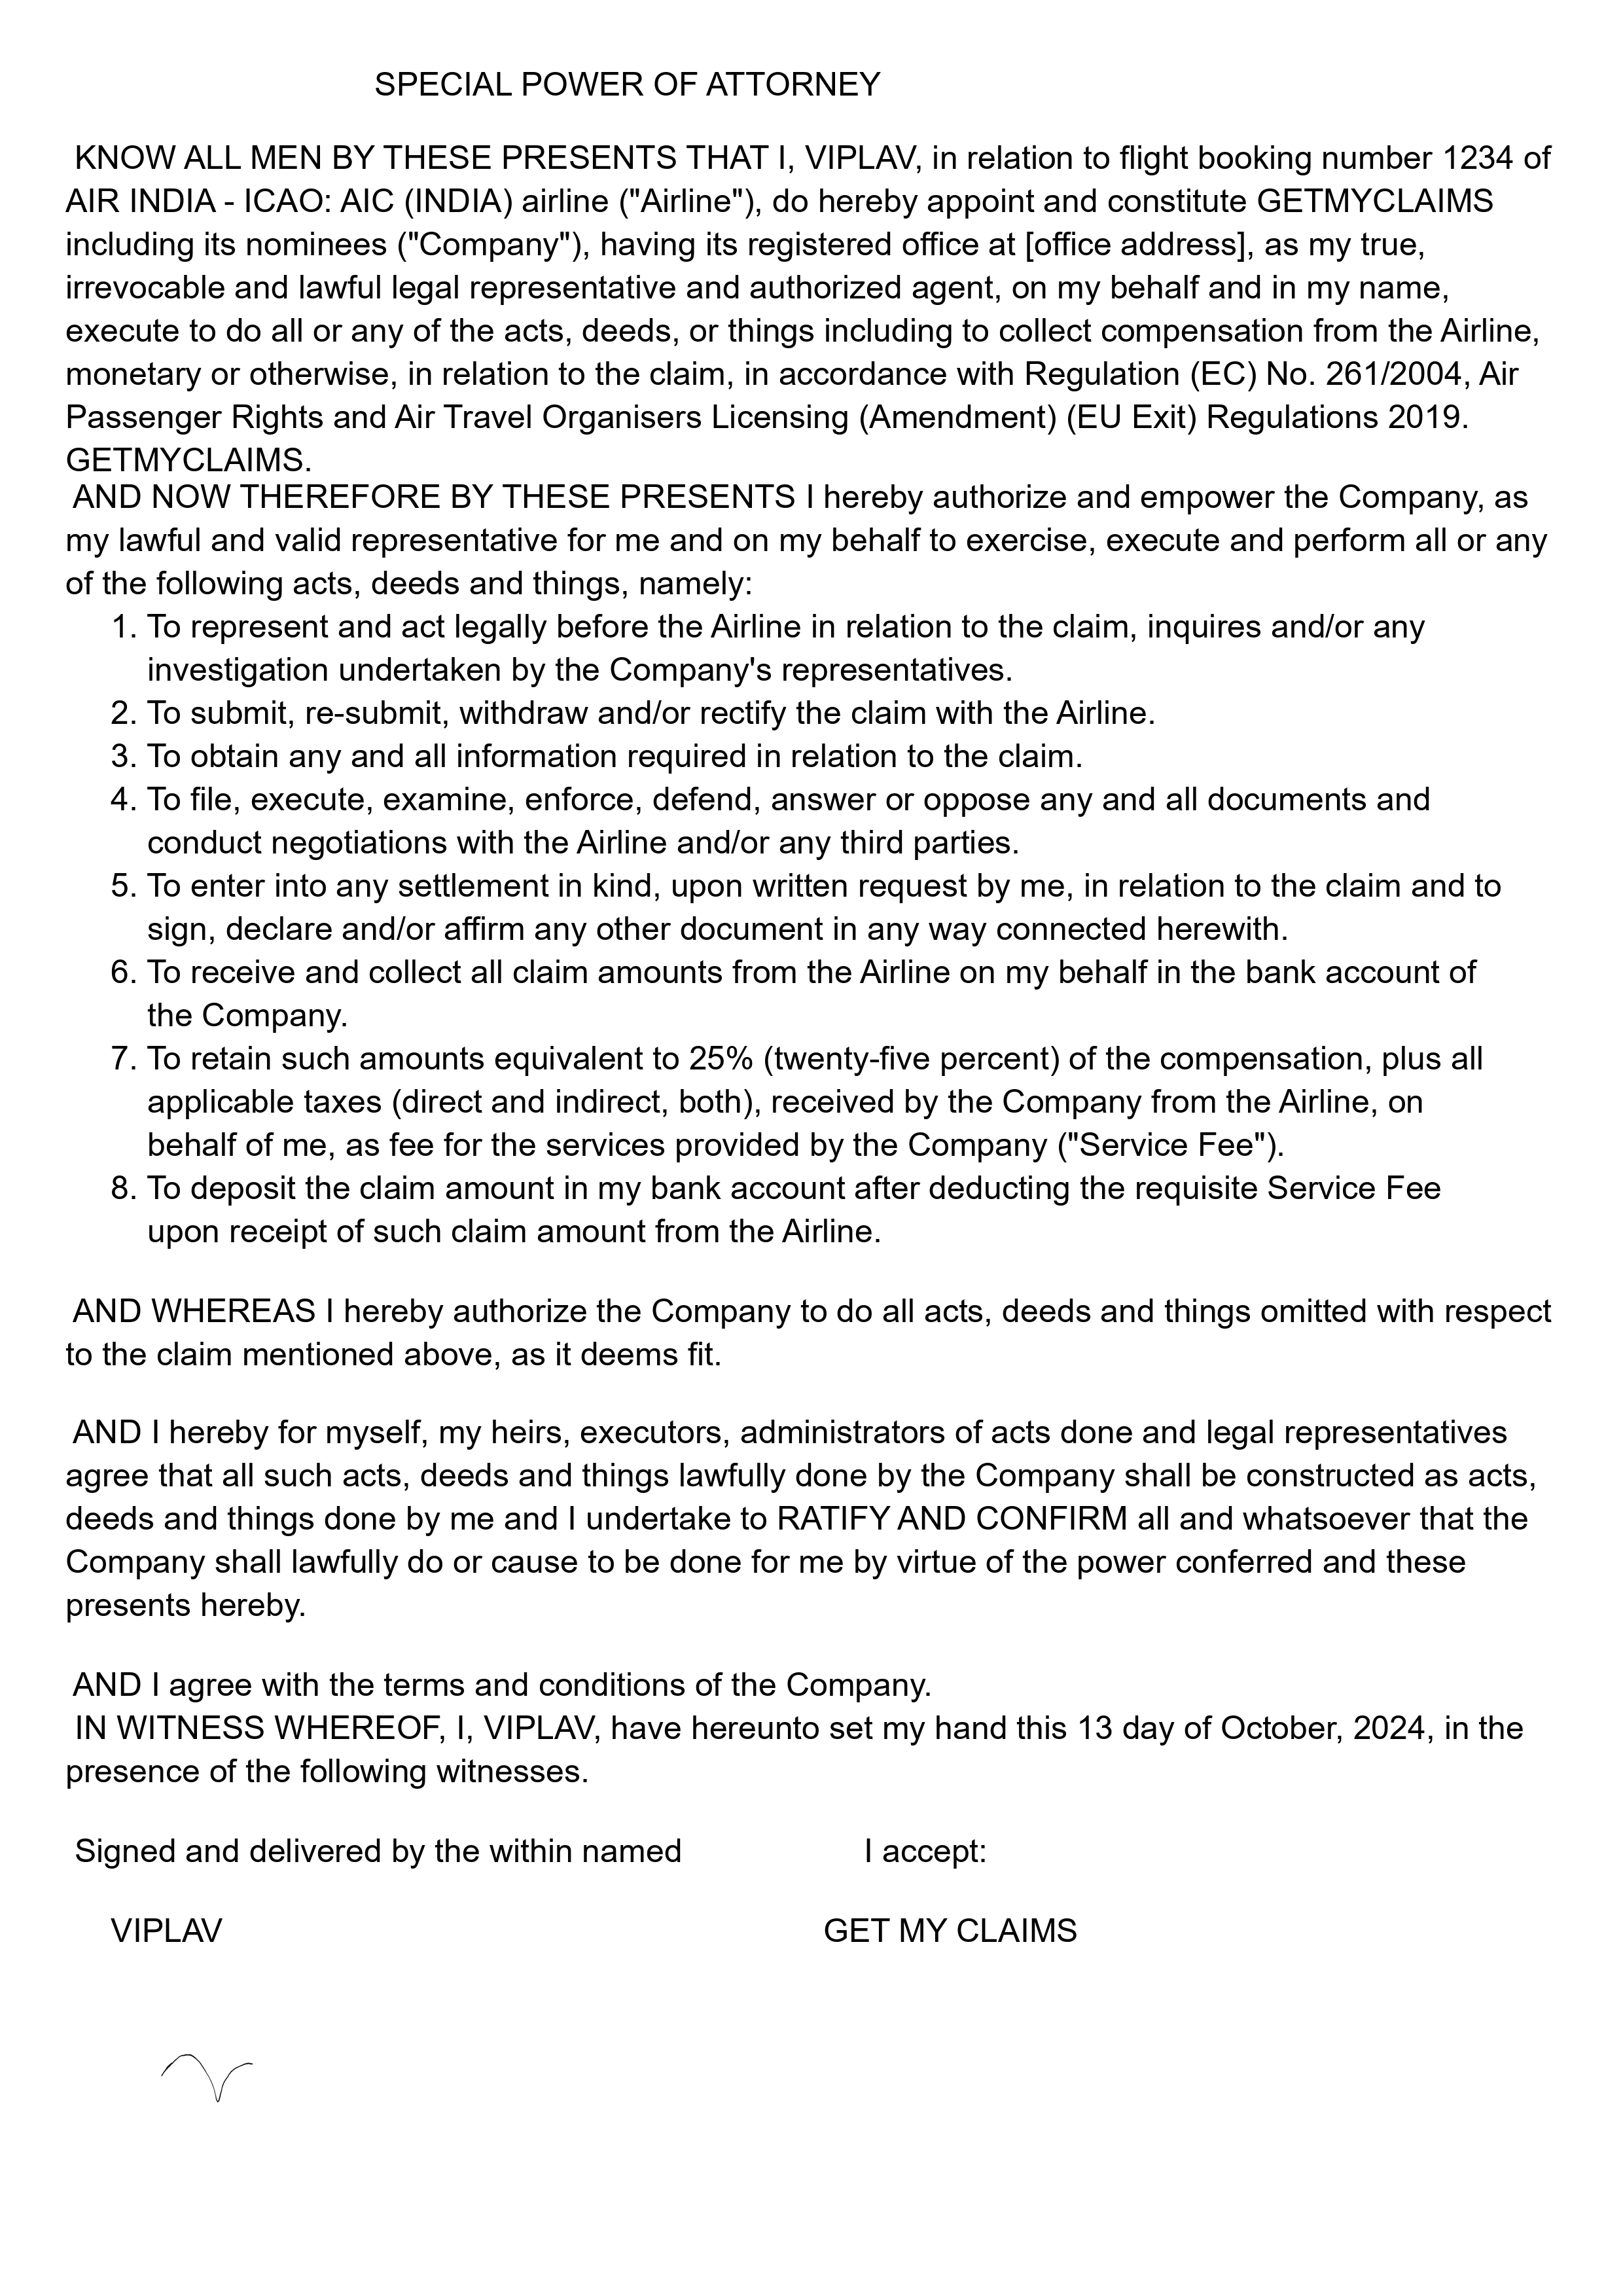 SPECIAL POWER OF ATTORNEY
KNOW ALL MEN BY THESE PRESENTS THAT I, VIPLAV, in relation to flight booking number 1234 of
AIR INDIA - ICAO: AIC (INDIA) airline ("Airline"), do hereby appoint and constitute GETMYCLAIMS
including its nominees ("Company"), having its registered office at [office address], as my true,
irrevocable and lawful legal representative and authorized agent, on my behalf and in my name,
execute to do all or any of the acts, deeds, or things including to collect compensation from the Airline,
monetary or otherwise, in relation to the claim, in accordance with Regulation (EC) No. 261/2004, Air
Passenger Rights and Air Travel Organisers Licensing (Amendment) (EU Exit) Regulations 2019.
GETMYCLAIMS.
AND NOW THEREFORE BY THESE PRESENTS I hereby authorize and empower the Company, as
my lawful and valid representative for me and on my behalf to exercise, execute and perform all or any
of the following acts, deeds and things, namely:
1. To represent and act legally before the Airline in relation to the claim, inquires and/or any
investigation undertaken by the Company's representatives.
2. To submit, re-submit, withdraw and/or rectify the claim with the Airline.
3. To obtain any and all information required in relation to the claim.
4. To file, execute, examine, enforce, defend, answer or oppose any and all documents and
conduct negotiations with the Airline and/or any third parties.
5. To enter into any settlement in kind, upon written request by me, in relation to the claim and to
sign, declare and/or affirm any other document in any way connected herewith.
6. To receive and collect all claim amounts from the Airline on my behalf in the bank account of
the Company.
7. To retain such amounts equivalent to 25% (twenty-five percent) of the compensation, plus all
applicable taxes (direct and indirect, both), received by the Company from the Airline, on
behalf of me, as fee for the services provided by the Company ("Service Fee").
8. To deposit the claim amount in my bank account after deducting the requisite Service Fee
upon receipt of such claim amount from the Airline.
AND WHEREAS I hereby authorize the Company to do all acts, deeds and things omitted with respect
to the claim mentioned above, as it deems fit.
AND I hereby for myself, my heirs, executors, administrators of acts done and legal representatives
agree that all such acts, deeds and things lawfully done by the Company shall be constructed as acts,
deeds and things done by me and I undertake to RATIFY AND CONFIRM all and whatsoever that the
Company shall lawfully do or cause to be done for me by virtue of the power conferred and these
presents hereby.
AND I agree with the terms and conditions of the Company.
IN WITNESS WHEREOF, I, VIPLAV, have hereunto set my hand this 13 day of October, 2024, in the
presence of the following witnesses.
Signed and delivered by the within named I accept:
VIPLAV GET MY CLAIMS